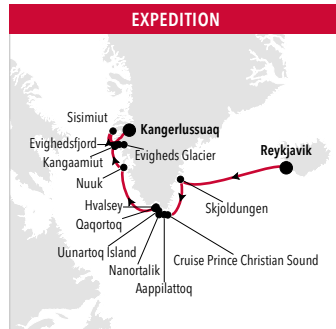 EXPEDITION
Sisimiut
Kangerlussuaq
Evighedsfjord
Kangaamiut
Evigheds Glacier
Reykjavik
Nuuk
Hvalsey
Skjoldungen
Qaqortoq
Uunartoq Island
Cruise Prince Christian Sound
Nanortalik
Aappilattoq